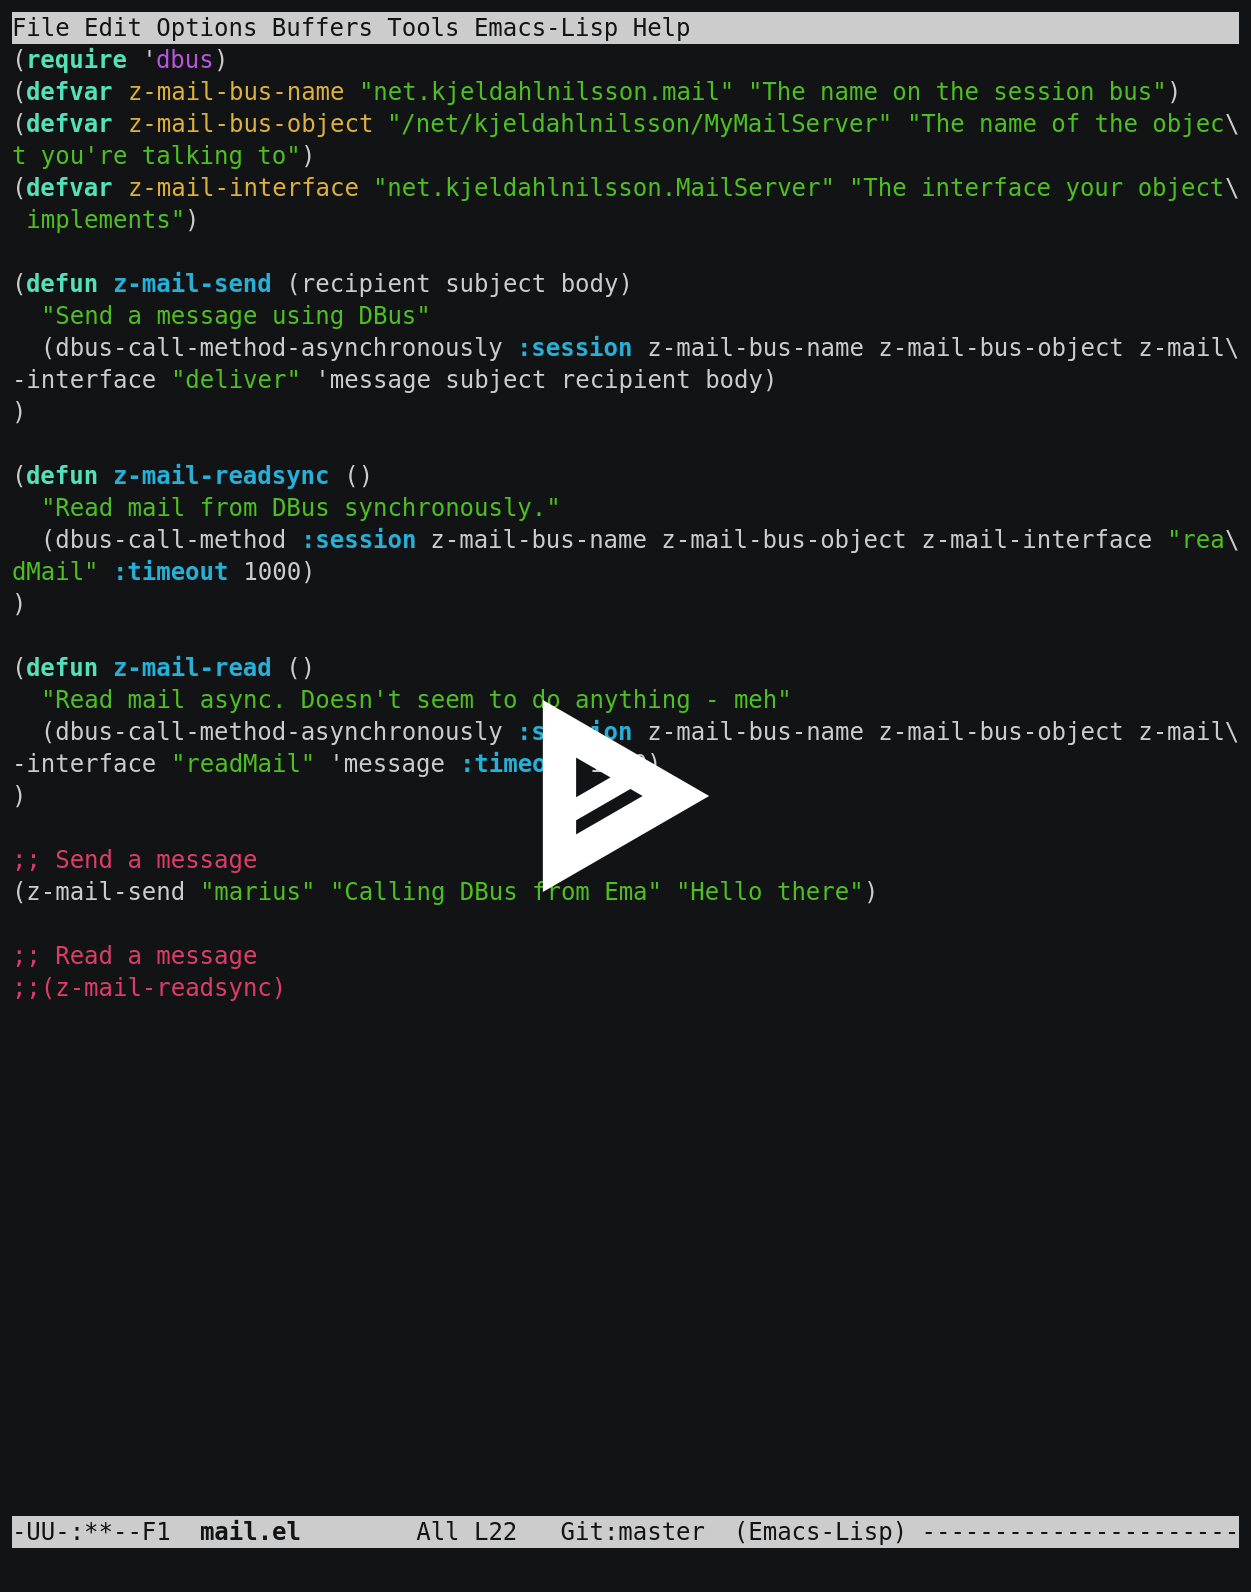 File Edit Options Buffers Tools Emacs-Lisp Help
(require 'dbus)
(defvar z-mail-bus-name "net.kjeldahlnilsson.mail" "The name on the session bus")
(defvar z-mail-bus-object "/net/kjeldahlnilsson/MyMailServer" "The name of the objec\
t you're talking to")
(defvar z-mail-interface "net.kjeldahlnilsson.MailServer" "The interface your object\
 implements")

(defun z-mail-send (recipient subject body)
  "Send a message using DBus"
  (dbus-call-method-asynchronously :session z-mail-bus-name z-mail-bus-object z-mail\
-interface "deliver" 'message subject recipient body)
)

(defun z-mail-readsync ()
  "Read mail from DBus synchronously."
  (dbus-call-method :session z-mail-bus-name z-mail-bus-object z-mail-interface "rea\
dMail" :timeout 1000)
)

(defun z-mail-read ()
  "Read mail async. Doesn't seem to do anything - meh"
  (dbus-call-method-asynchronously :session z-mail-bus-name z-mail-bus-object z-mail\
-interface "readMail" 'message :timeout 1000)
)

;; Send a message
(z-mail-send "marius" "Calling DBus from Ema" "Hello there")

;; Read a message
;;(z-mail-readsync)
-UU-:**--F1  mail.el        All L22   Git:master  (Emacs-Lisp) ----------------------